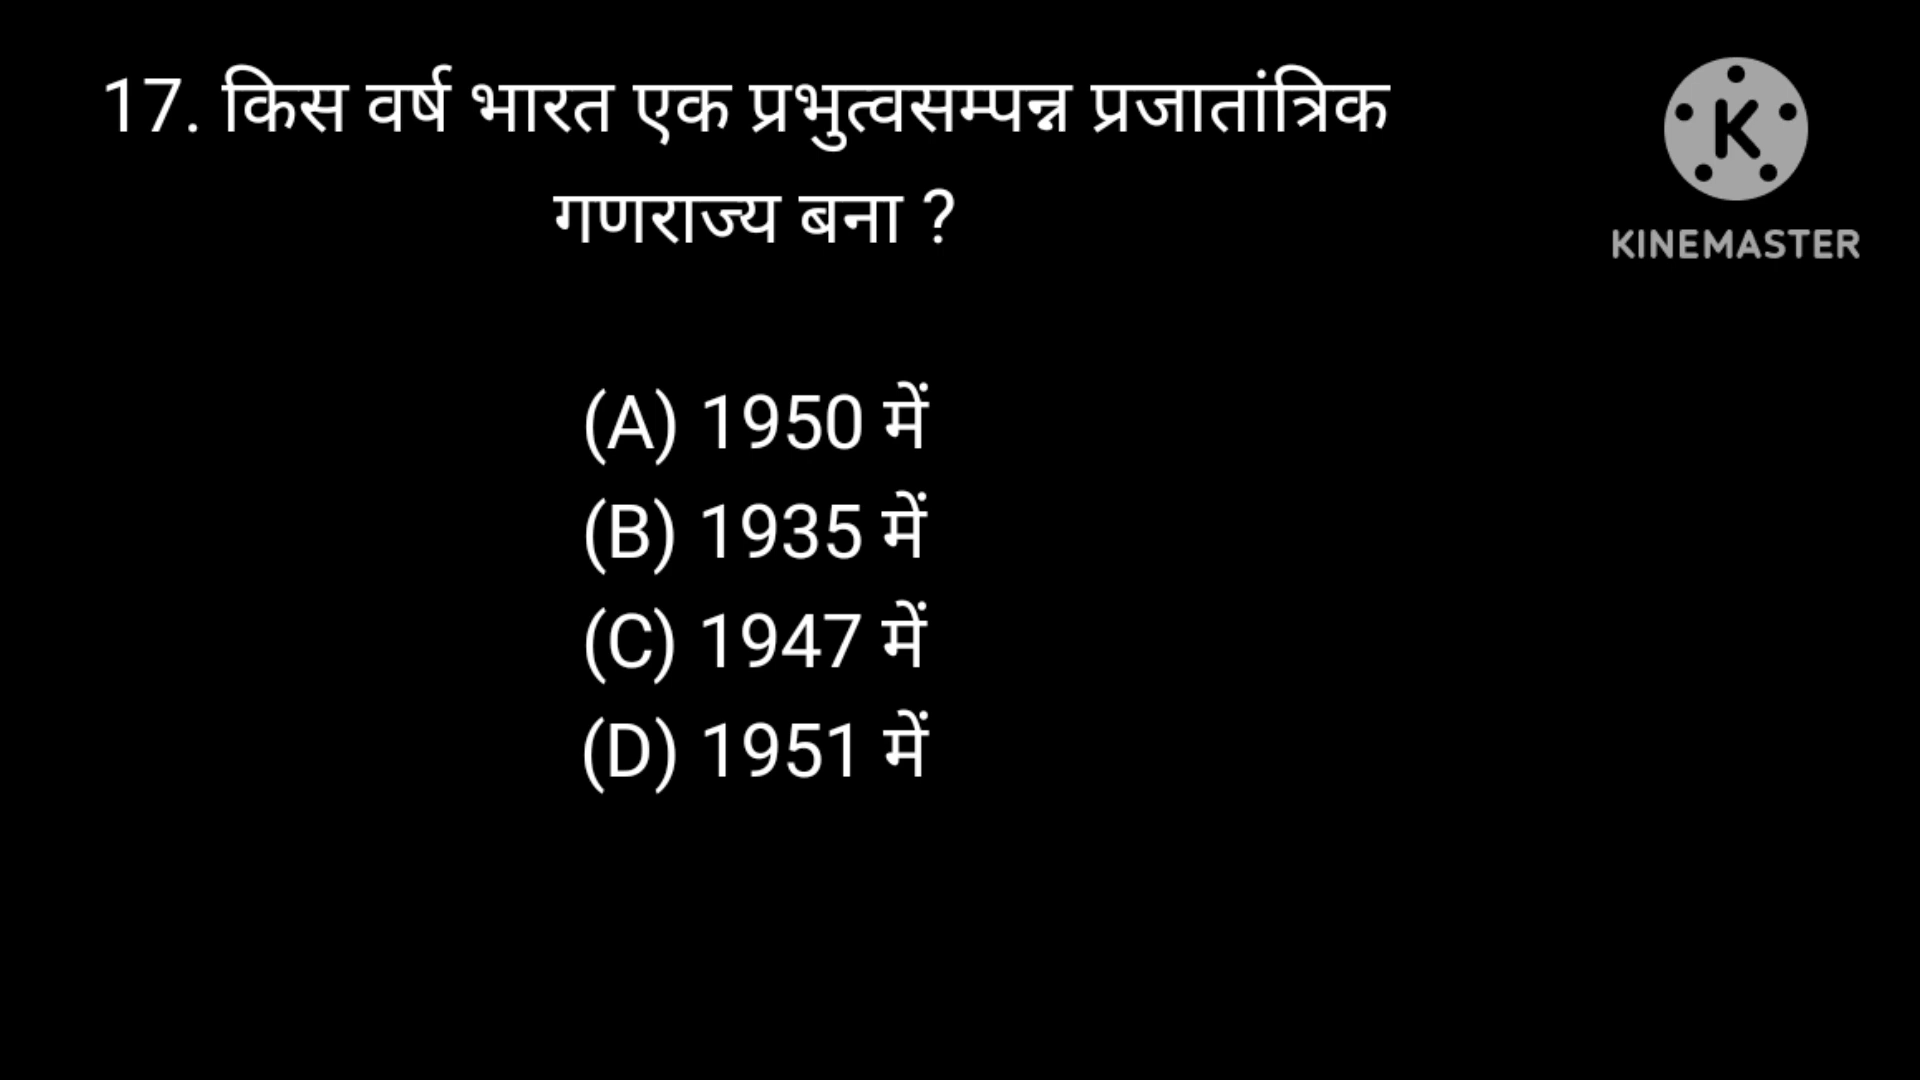 17. किस वर्ष भारत एक प्रभुत्वसम्पन्न प्रजातांत्रिक
गणराज्य बना ?
(A) 1950 में
(B) 1935 में
(C) 1947 में
(D) 1951 में
K
KINEMASTER